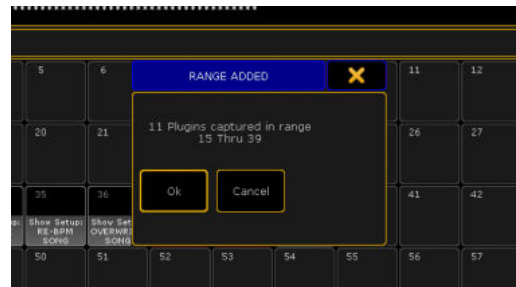 5 6 RANGE ADDED 11 12
11 Plugins captured in range
15 Thru 39
20 21 26 27
Ok Cancel
35 36 41 42
Show Setup: Show Set
RE-BPM OVERWRI
SONG SONG
50 51 52 53 54 55 56 57